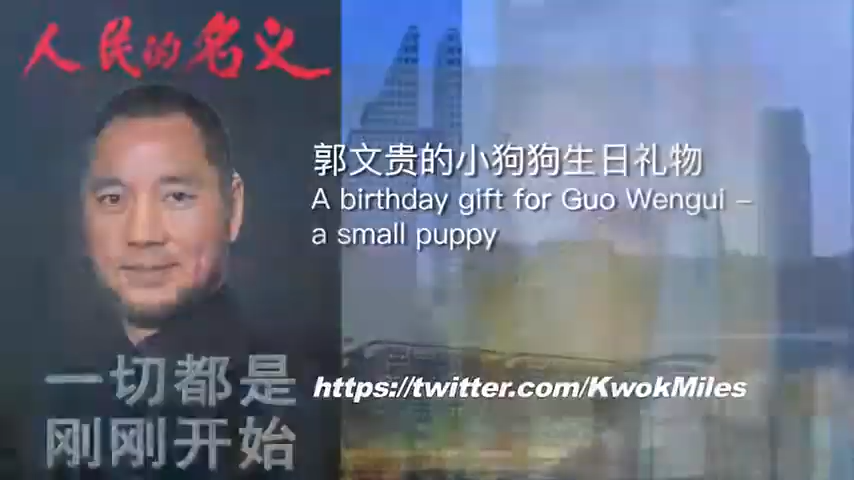 人民的名义
郭文贵的小狗狗生日礼物
A birthday gift for Guo Wengui –
a small puppy
一切都是
刚刚开始
https://twitter.com/KwokMiles